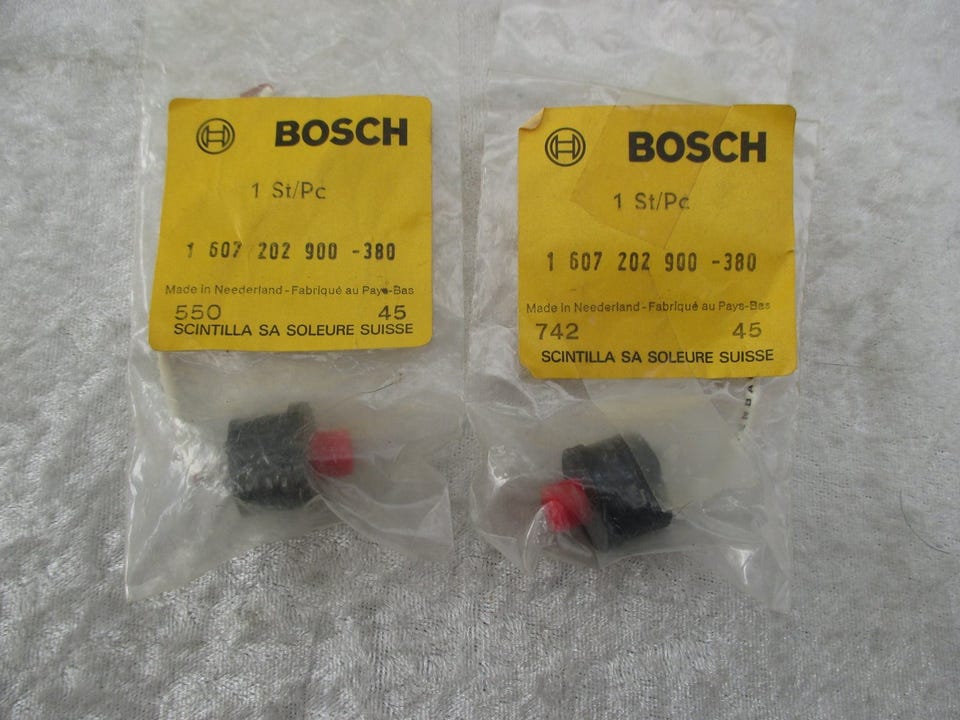 BOSCH
1 St/Pc
1 607 202 900 -380
Made in Neederland - Fabriqué au Pays-Bas
550 45
SCINTILLA SA SOLEURE SUISSE
BOSCH
1 St/Pc
1 607 202 900 -380
Made in Neederland - Fabriqué au Pays-Bas
742 45
SCINTILLA SA SOLEURE SUISSE